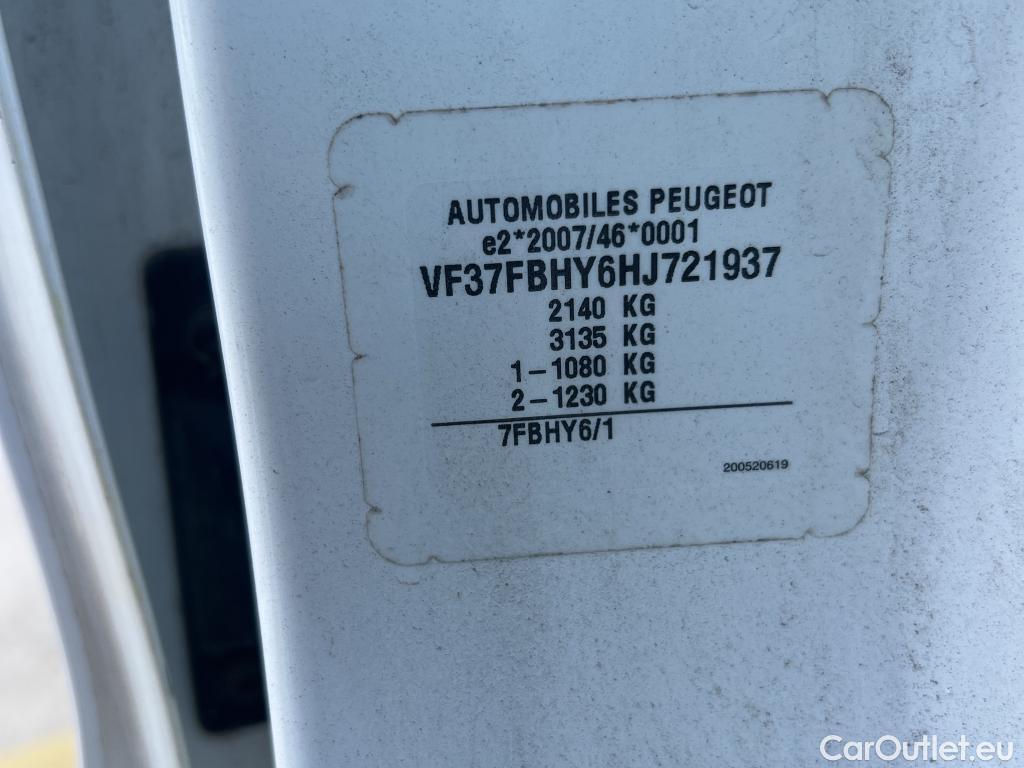 AUTOMOBILES PEUGEOT
e2*2007/46*0001
VF37FBHY6HJ721937
2140 KG
3135 KG
1-1080 KG
2-1230 KG
7FBHY6/1
200520619
CarOutlet.eu